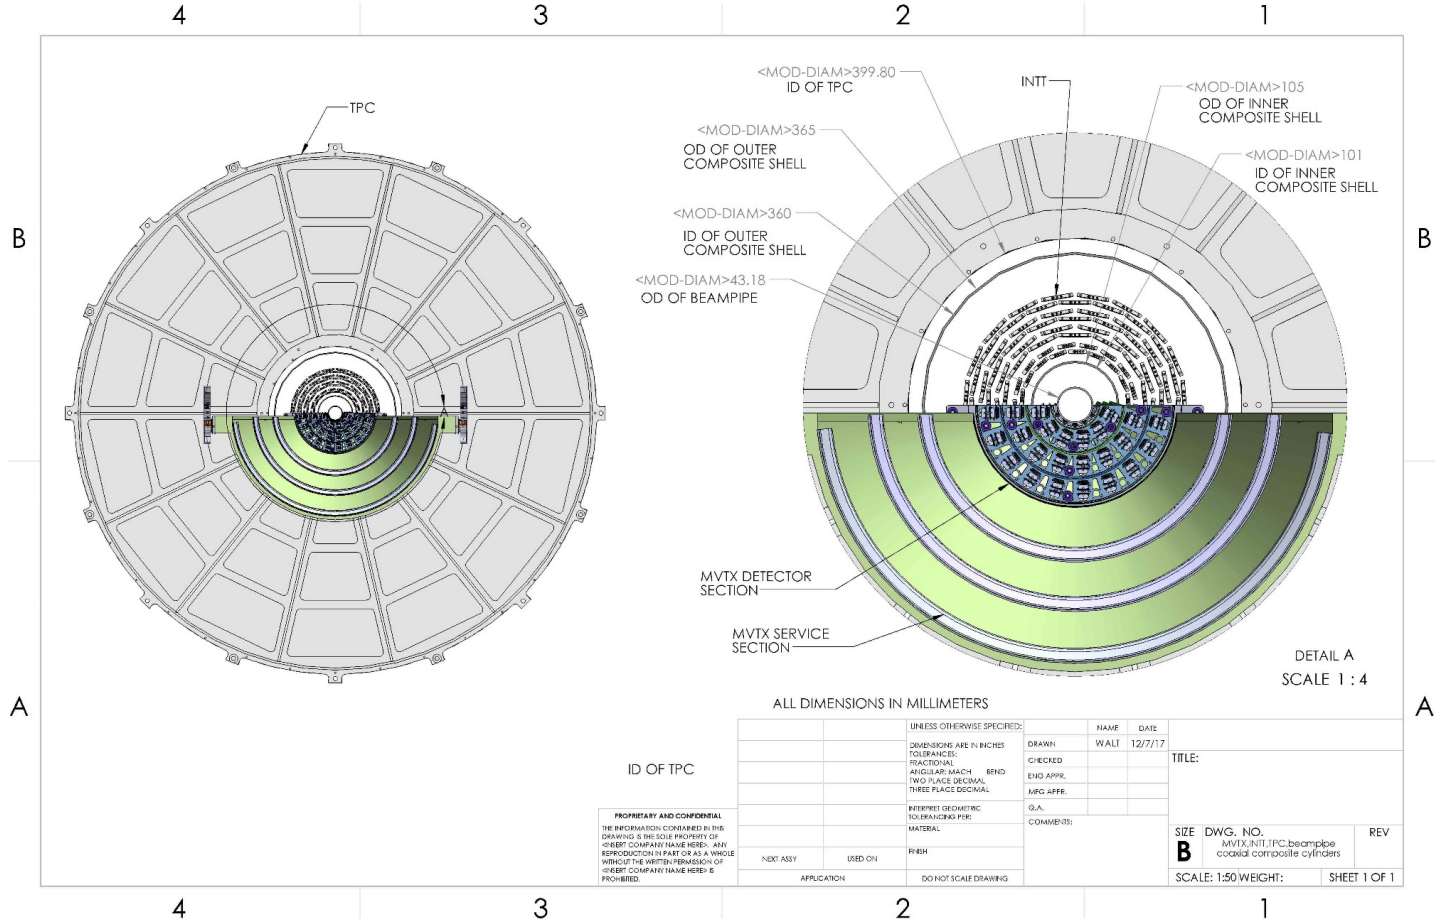 4
3
2
1
B
B
A
A
4
3
2
1
TPC
A
<MOD-DIAM>399.80
ID OF TPC
<MOD-DIAM>365
OD OF OUTER
COMPOSITE SHELL
<MOD-DIAM>360
ID OF OUTER
COMPOSITE SHELL
<MOD-DIAM>43.18
OD OF BEAMPIPE
INTT
<MOD-DIAM>105
OD OF INNER
COMPOSITE SHELL
<MOD-DIAM>101
ID OF INNER
COMPOSITE SHELL
MVTX DETECTOR
SECTION
MVTX SERVICE
SECTION
DETAIL A
SCALE 1 : 4
ALL DIMENSIONS IN MILLIMETERS
ID OF TPC
PROPRIETARY AND CONFIDENTIAL
THE INFORMATION CONTAINED IN THIS
DRAWING IS THE SOLE PROPERTY OF
<INSERT COMPANY NAME HERE>. ANY
REPRODUCTION IN PART OR AS A WHOLE
WITHOUT THE WRITTEN PERMISSION OF
<INSERT COMPANY NAME HERE> IS
PROHIBITED.
NEXT ASSY
USED ON
APPLICATION
UNLESS OTHERWISE SPECIFIED:
DIMENSIONS ARE IN INCHES
TOLERANCES:
FRACTIONAL
ANGULAR: MACH BEND
TWO PLACE DECIMAL
THREE PLACE DECIMAL
INTERPRET GEOMETRIC
TOLERANCING PER:
MATERIAL
FINISH
DO NOT SCALE DRAWING
NAME DATE
DRAWN WALT 12/7/17
CHECKED
ENG APPR.
MFG APPR.
Q.A.
COMMENTS:
TITLE:
SIZE DWG. NO. REV
B
MVTX,INTT,TPC,beampipe
coaxial composite cylinders
SCALE: 1:50 WEIGHT: SHEET 1 OF 1